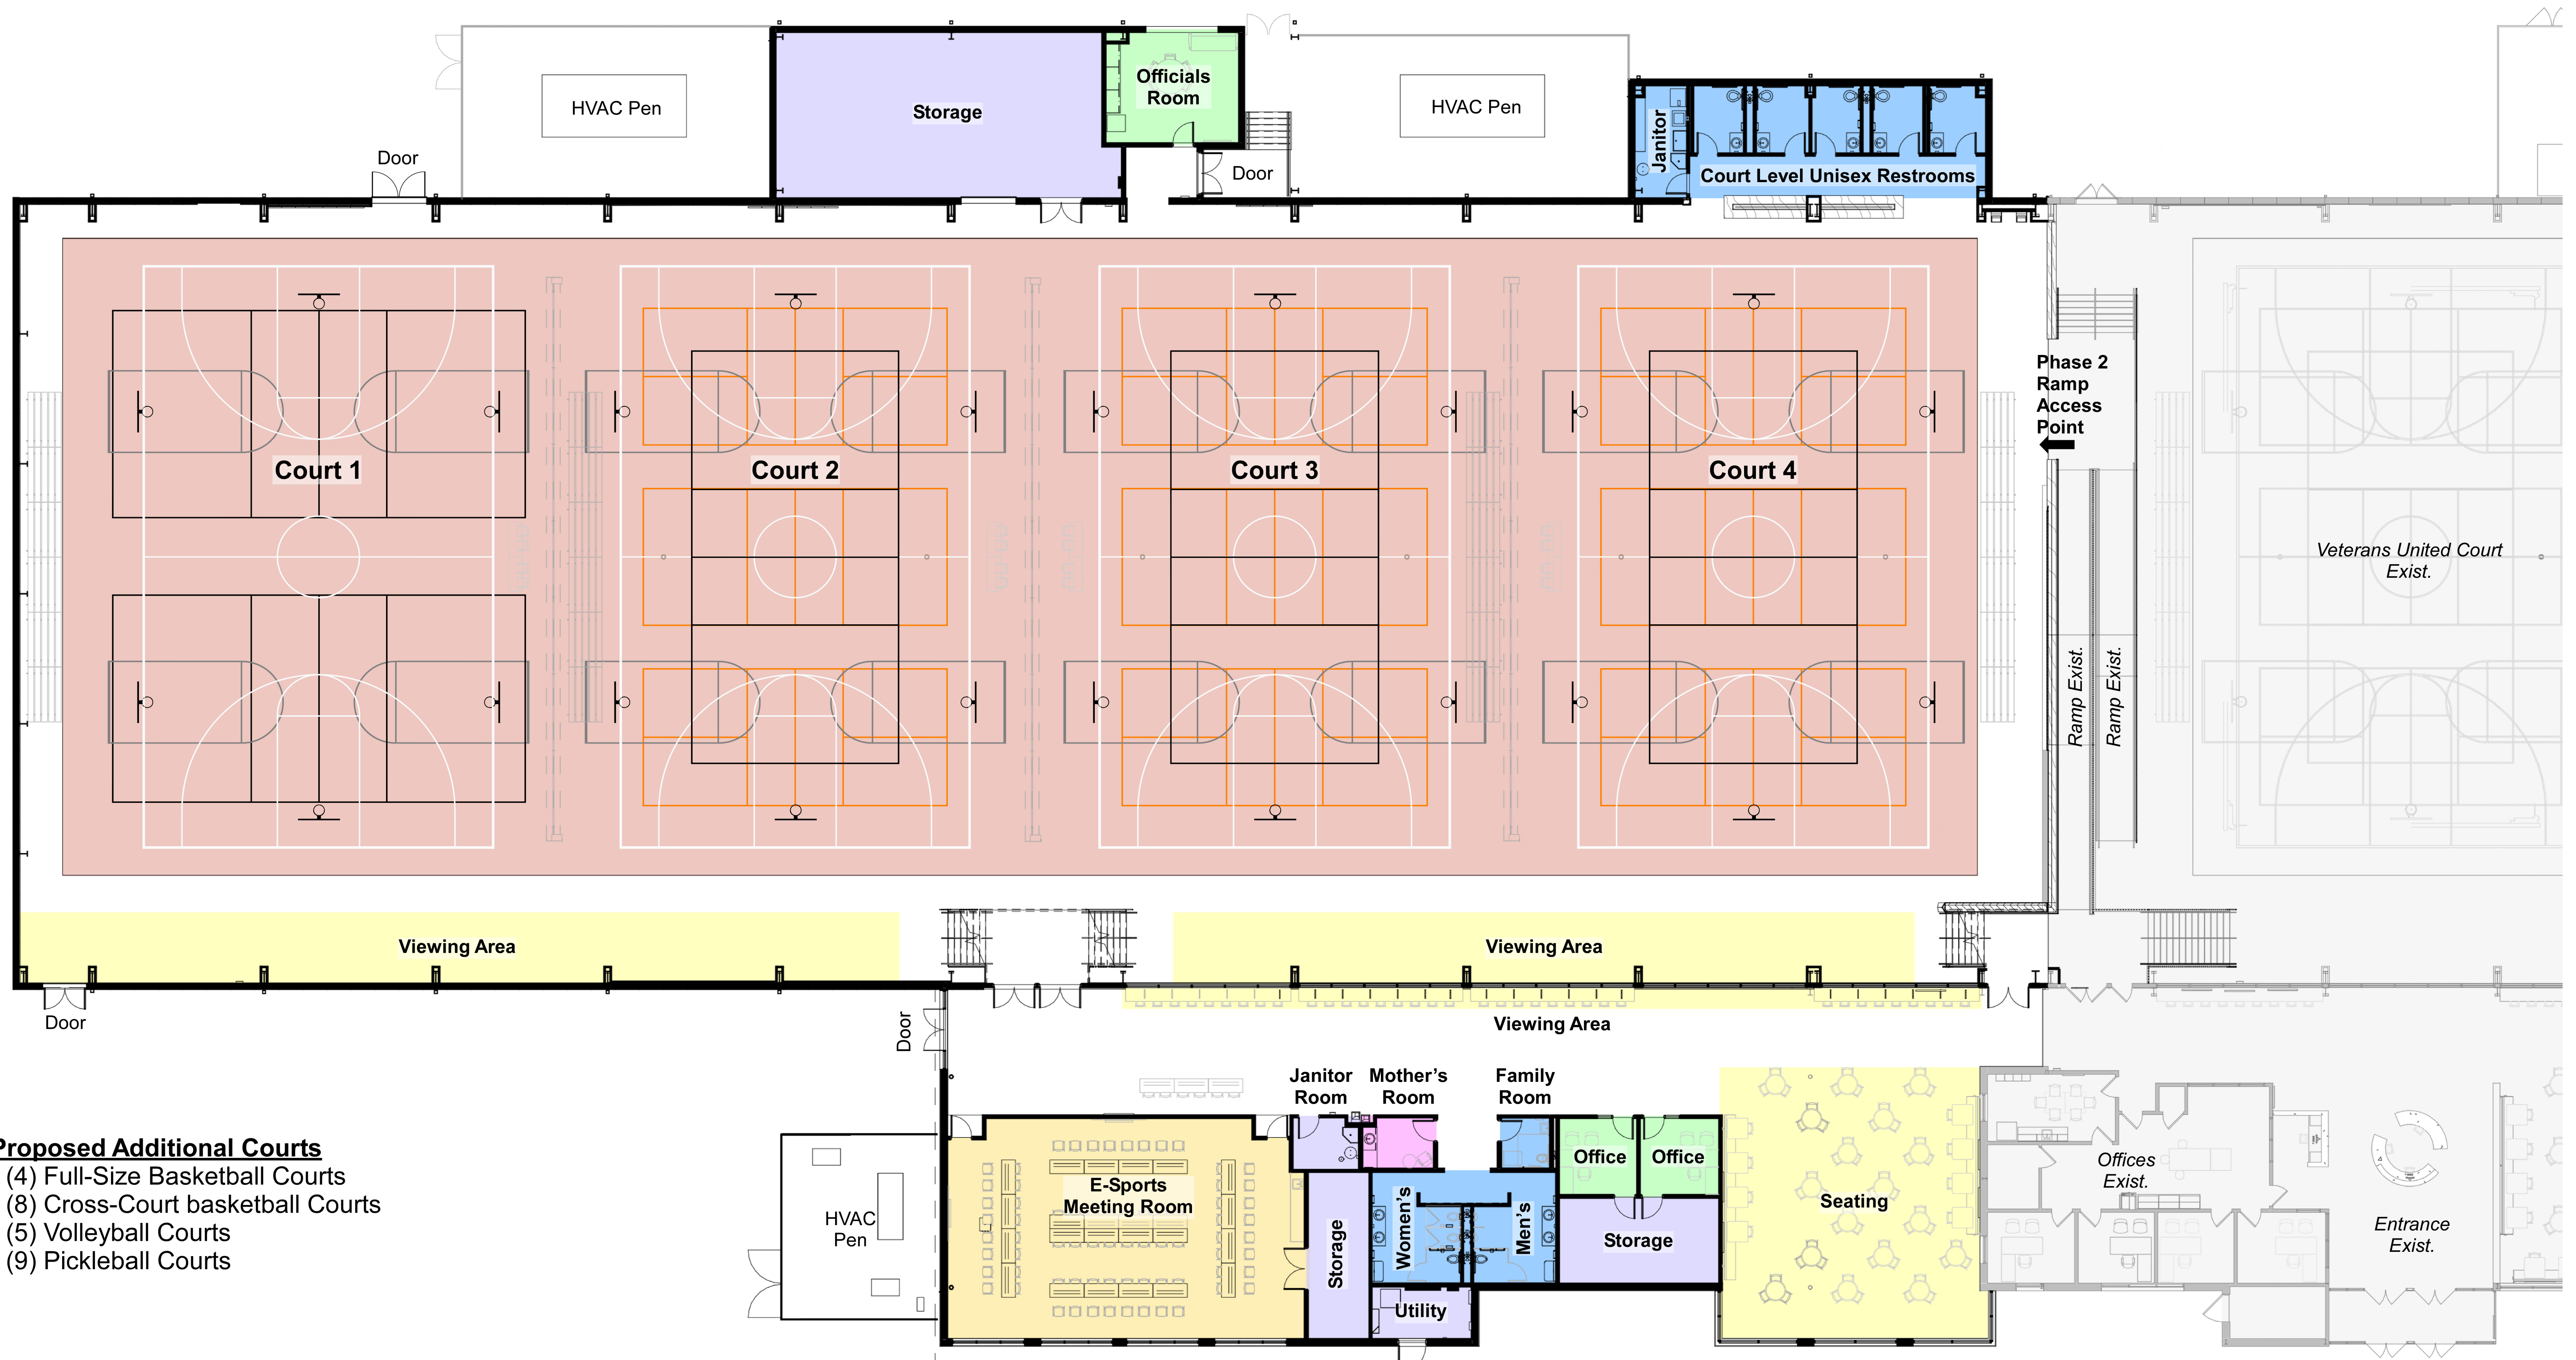 HVAC Pen
Storage
Officials
Room
HVAC Pen
Janitor
Court Level Unisex Restrooms
Door
Door
Court 1
Court 2
Court 3
Court 4
Phase 2
Ramp
Access
Point
Veterans United Court
Exist.
Ramp Exist.
Ramp Exist.
Viewing Area
Viewing Area
Door
Door
Viewing Area
Janitor
Room
Mother's
Room
Family
Room
Proposed Additional Courts
(4) Full-Size Basketball Courts
(8) Cross-Court basketball Courts
(5) Volleyball Courts
(9) Pickleball Courts
HVAC
Pen
E-Sports
Meeting Room
Storage
Women's
Men's
Utility
Office
Office
Storage
Seating
Offices
Exist.
Entrance
Exist.